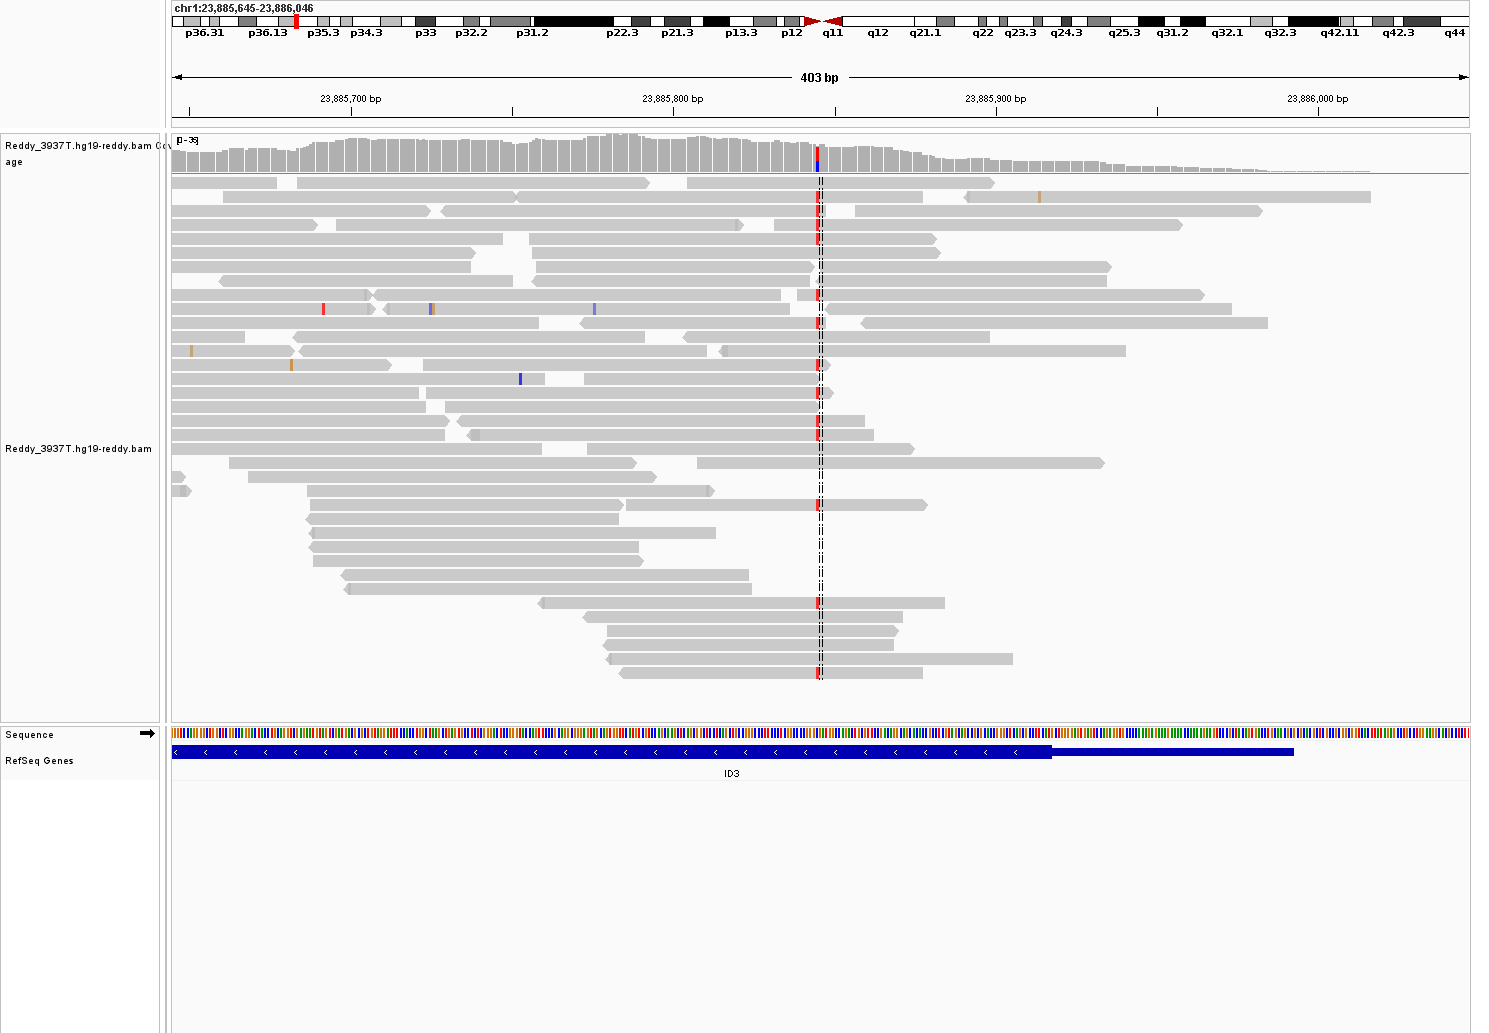 chr1:23,885,645-23,886,046
p36.31 p36.13 p35.3 p34.3 p33 p32.2 p31.2 p22.3 p21.3 p13.3 p12 q11 q12 q21.1 q22 q23.3 q24.3 q25.3 q31.2 q32.1 q32.3 q42.11 q42.3 q44
403 bp
23,885,700 bp 23,885,800 bp 23,885,900 bp 23,886,000 bp
Reddy_3937T.hg19-reddy.bam Cov
age
Reddy_3937T.hg19-reddy.bam
Sequence
RefSeq Genes
ID3